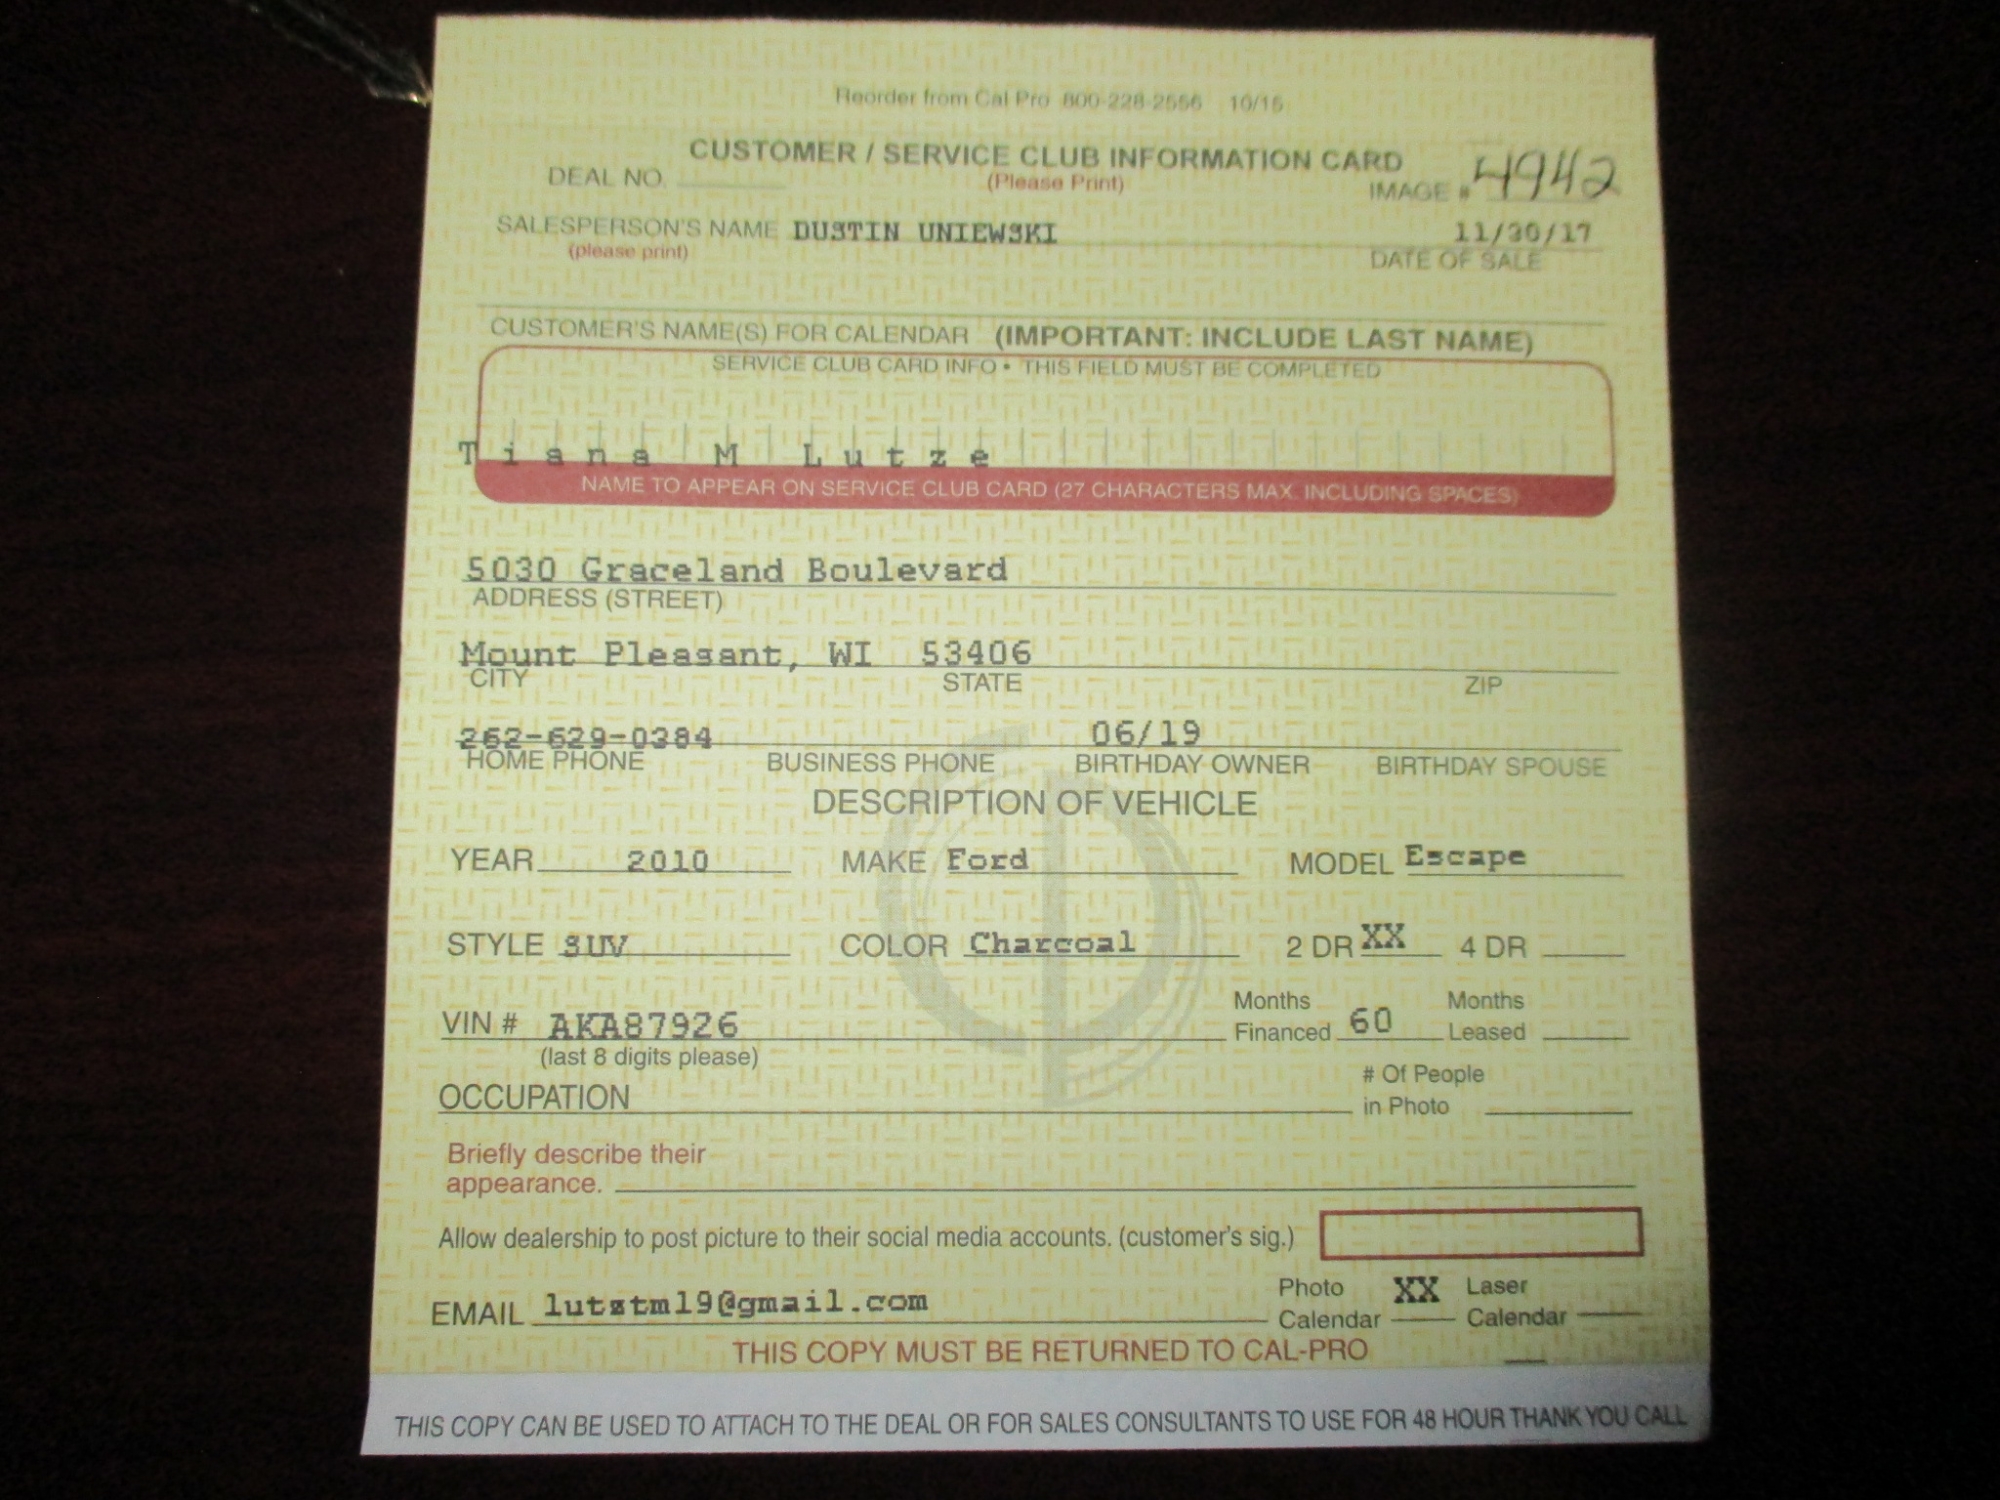 Reorder from Cal Pro 800-228-2556 10/15
CUSTOMER / SERVICE CLUB INFORMATION CARD
DEAL NO. (Please Print) IMAGE # 4942
SALESPERSON'S NAME DUSTIN UNIEWSKI 11/30/17
(please print) DATE OF SALE
CUSTOMER'S NAME(S) FOR CALENDAR (IMPORTANT: INCLUDE LAST NAME)
SERVICE CLUB CARD INFO • THIS FIELD MUST BE COMPLETED
Tiana M Lutze
NAME TO APPEAR ON SERVICE CLUB CARD (27 CHARACTERS MAX. INCLUDING SPACES)
5030 Graceland Boulevard
ADDRESS (STREET)
Mount Pleasant, WI 53406
CITY STATE ZIP
262-629-0384 06/19
HOME PHONE BUSINESS PHONE BIRTHDAY OWNER BIRTHDAY SPOUSE
DESCRIPTION OF VEHICLE
YEAR 2010 MAKE Ford MODEL Escape
STYLE SUV COLOR Charcoal 2 DR XX 4 DR
Months Months
VIN # AKA87926 Financed 60 Leased
(last 8 digits please)
# Of People
OCCUPATION in Photo
Briefly describe their
appearance.
Allow dealership to post picture to their social media accounts. (customer's sig.)
Photo XX Laser
EMAIL lutztm19@gmail.com Calendar Calendar
THIS COPY MUST BE RETURNED TO CAL-PRO
THIS COPY CAN BE USED TO ATTACH TO THE DEAL OR FOR SALES CONSULTANTS TO USE FOR 48 HOUR THANK YOU CALL